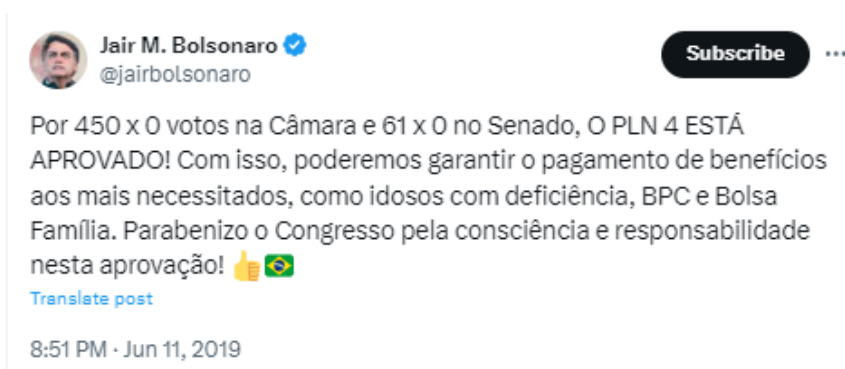 Jair M. Bolsonaro
Subscribe
@jairbolsonaro
Por 450 x 0 votos na Câmara e 61 x 0 no Senado, O PLN 4 ESTÁ
APROVADO! Com isso, poderemos garantir o pagamento de benefícios
aos mais necessitados, como idosos com deficiência, BPC e Bolsa
Família. Parabenizo o Congresso pela consciência e responsabilidade
nesta aprovação! 👍🇧🇷
Translate post
8:51 PM · Jun 11, 2019